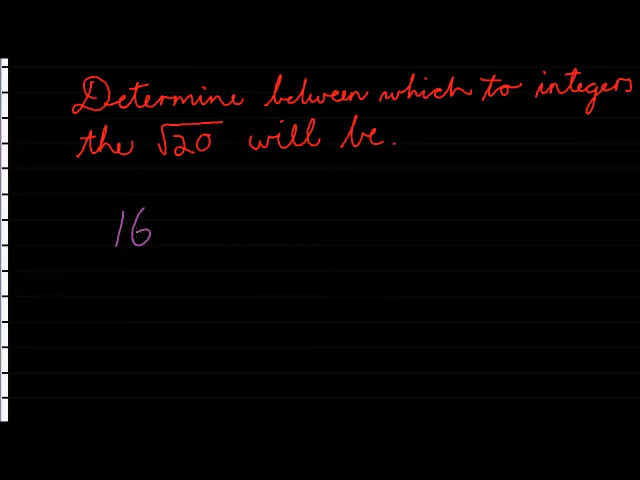 Determine between which to integers
the √20 will be.
16